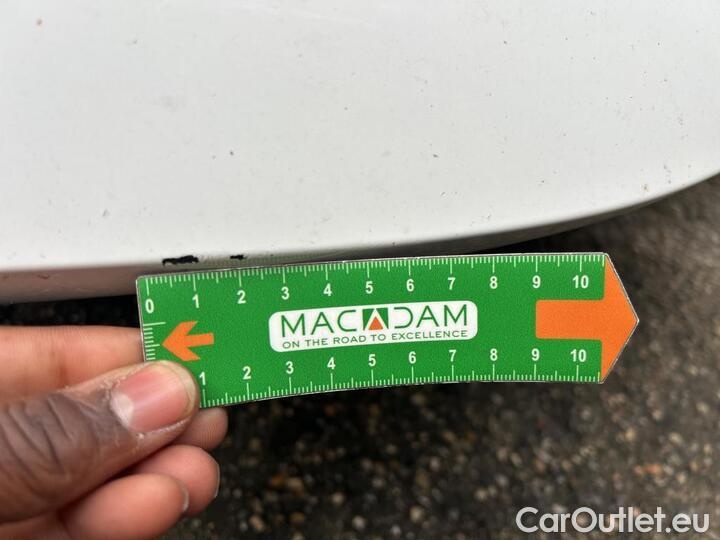 0 1 2 3 4 5 6 7 8 9 10
MACADAM
ON THE ROAD TO EXCELLENCE
1 2 3 4 5 6 7 8 9 10
CarOutlet.eu